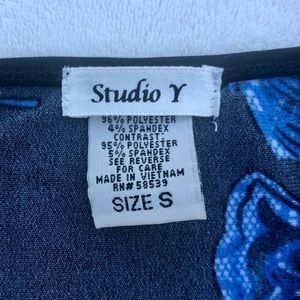 Studio Y
96% POLYESTER
4% SPANDEX
CONTRAST:
95% POLYESTER
5% SPANDEX
SEE REVERSE
FOR CARE
MADE IN VIETNAM
RN# 58539
SIZE S